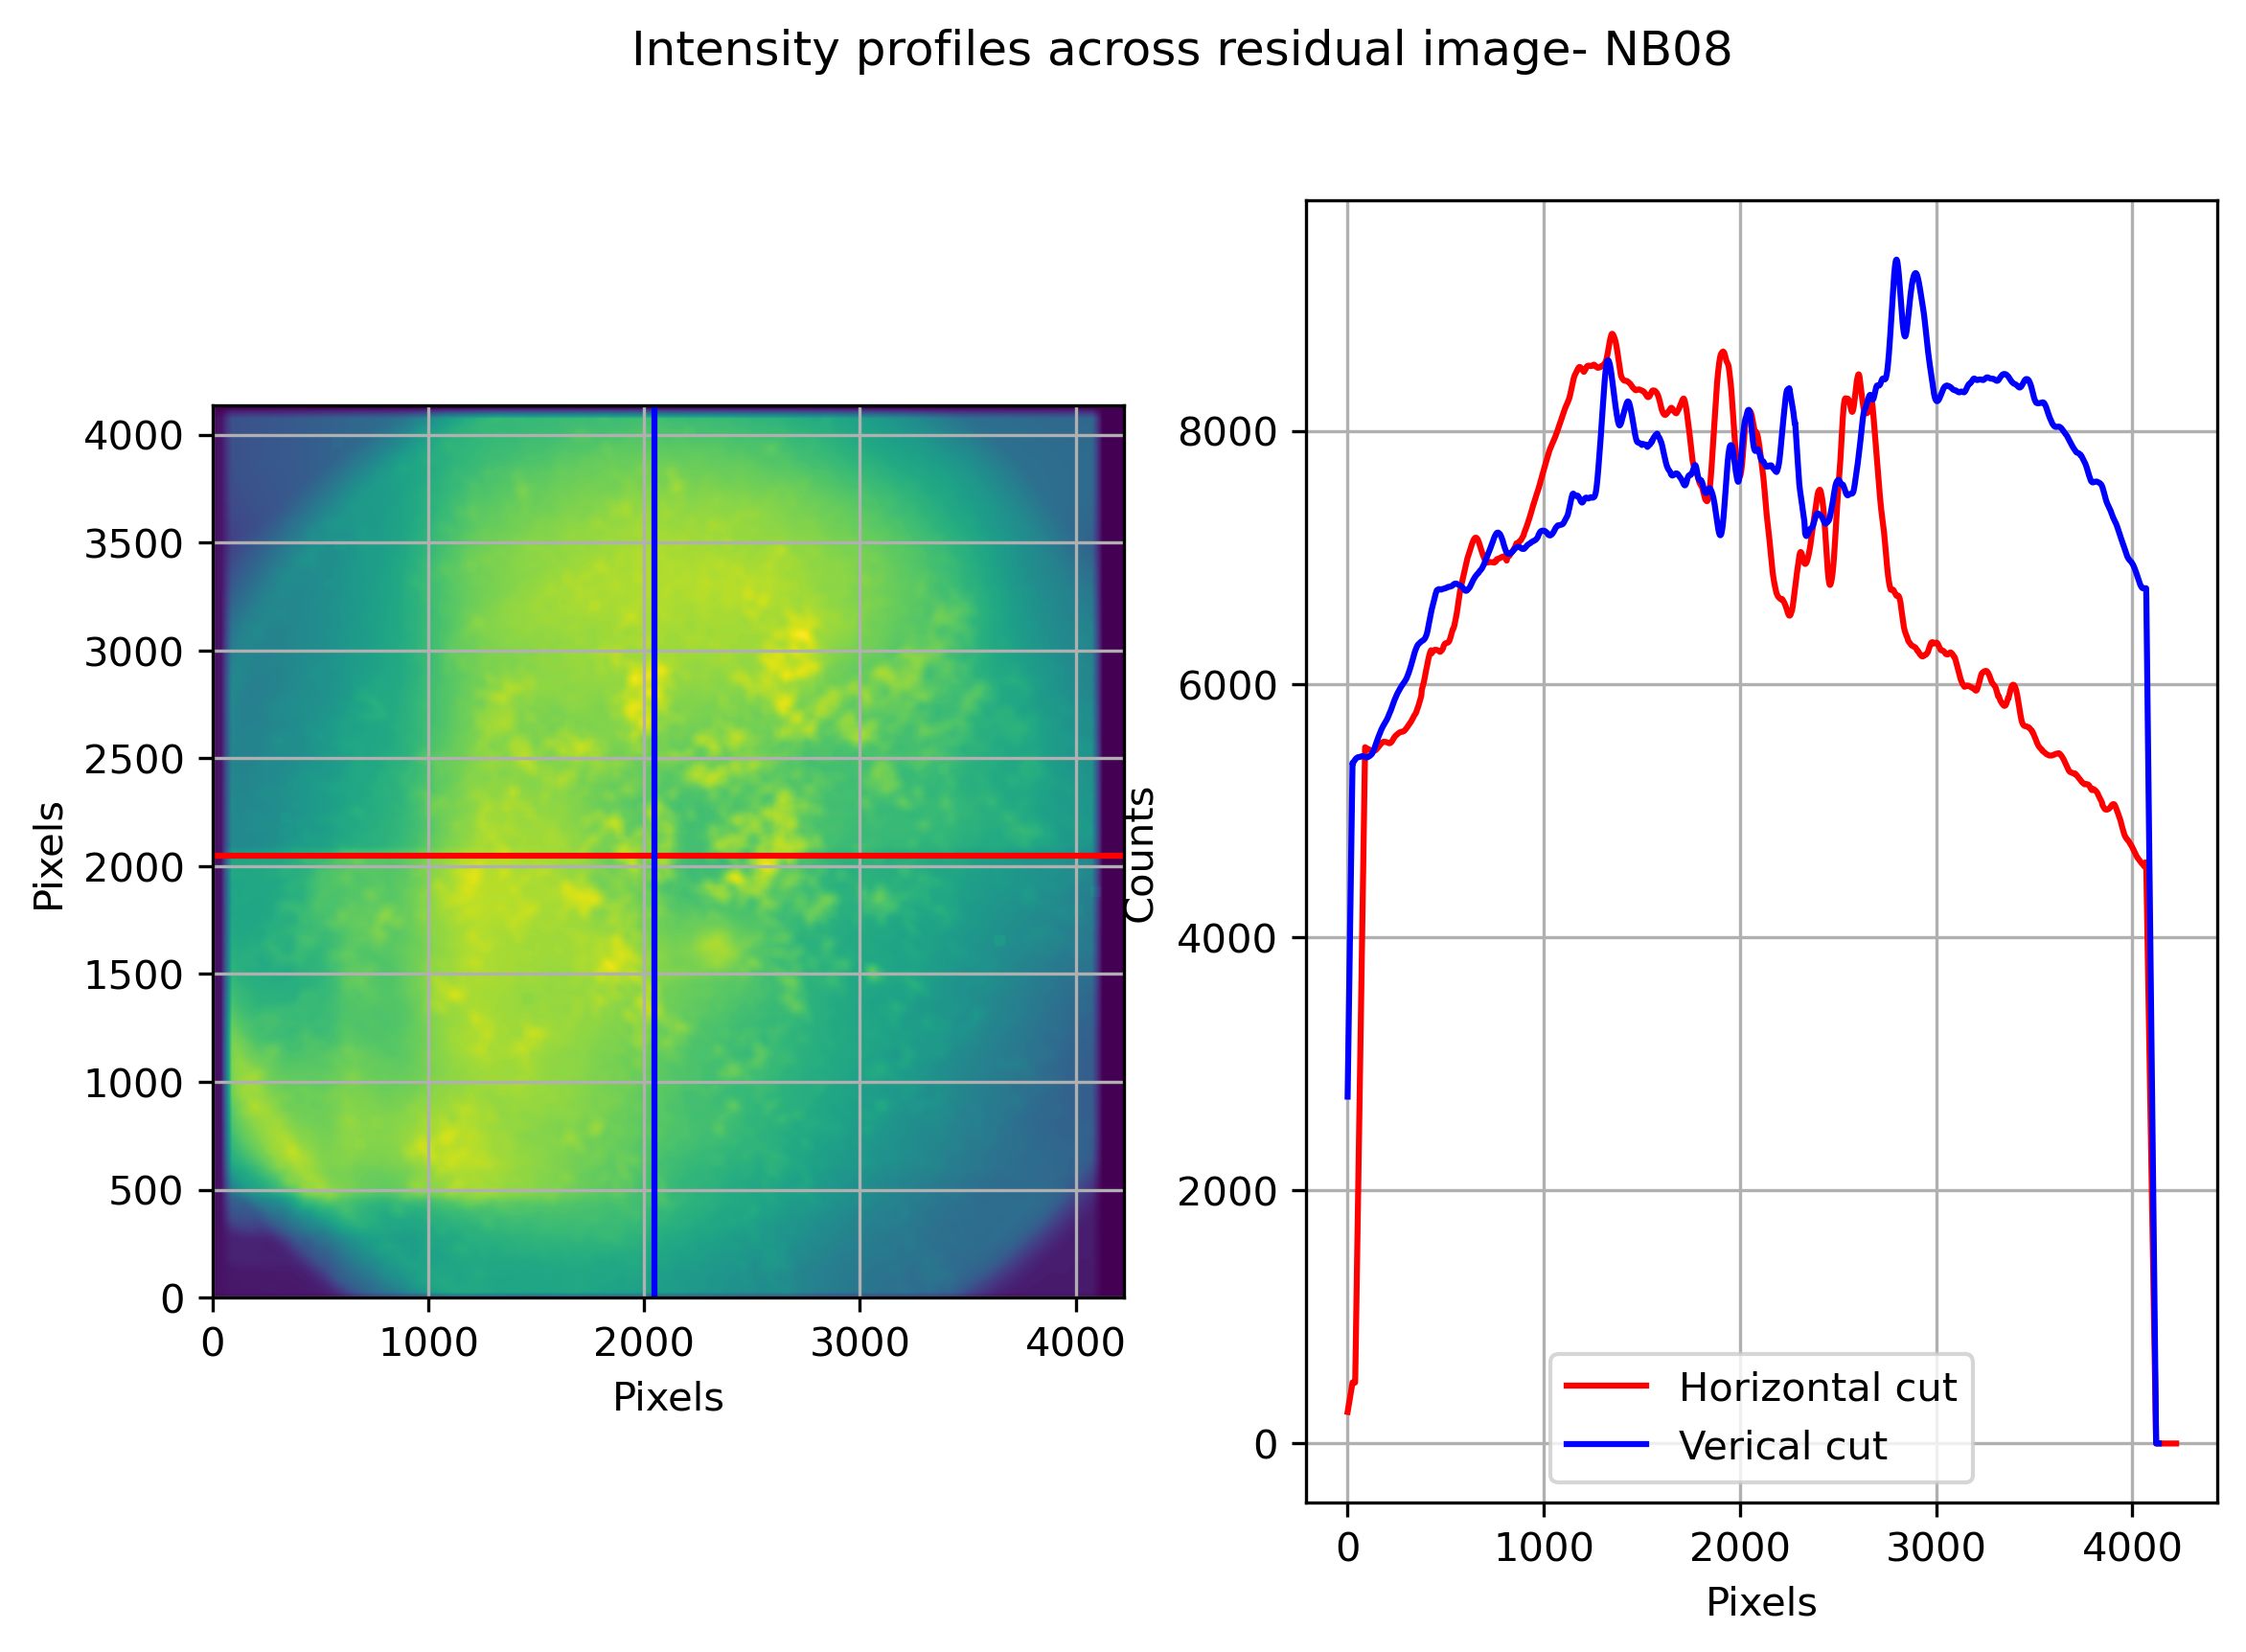 Intensity profiles across residual image- NB08
4000
3500
3000
2500
2000
1500
1000
500
0
Pixels
0 1000 2000 3000 4000
Pixels
8000
6000
4000
2000
0
Counts
0 1000 2000 3000 4000
Pixels
Horizontal cut
Verical cut